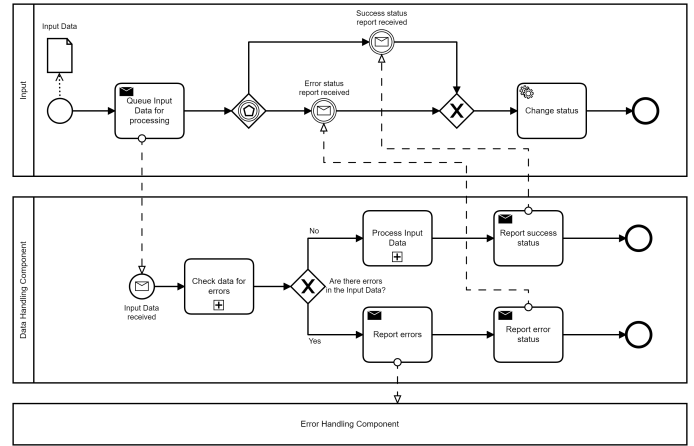 Success status
report received
Input Data
Error status
report received
Input
Queue Input
Data for
processing
Change status
Data Handling Component
No
Process Input
Data
Report success
status
Check data for
errors
Are there errors
in the Input Data?
Input Data
received
Yes
Report errors
Report error
status
Error Handling Component